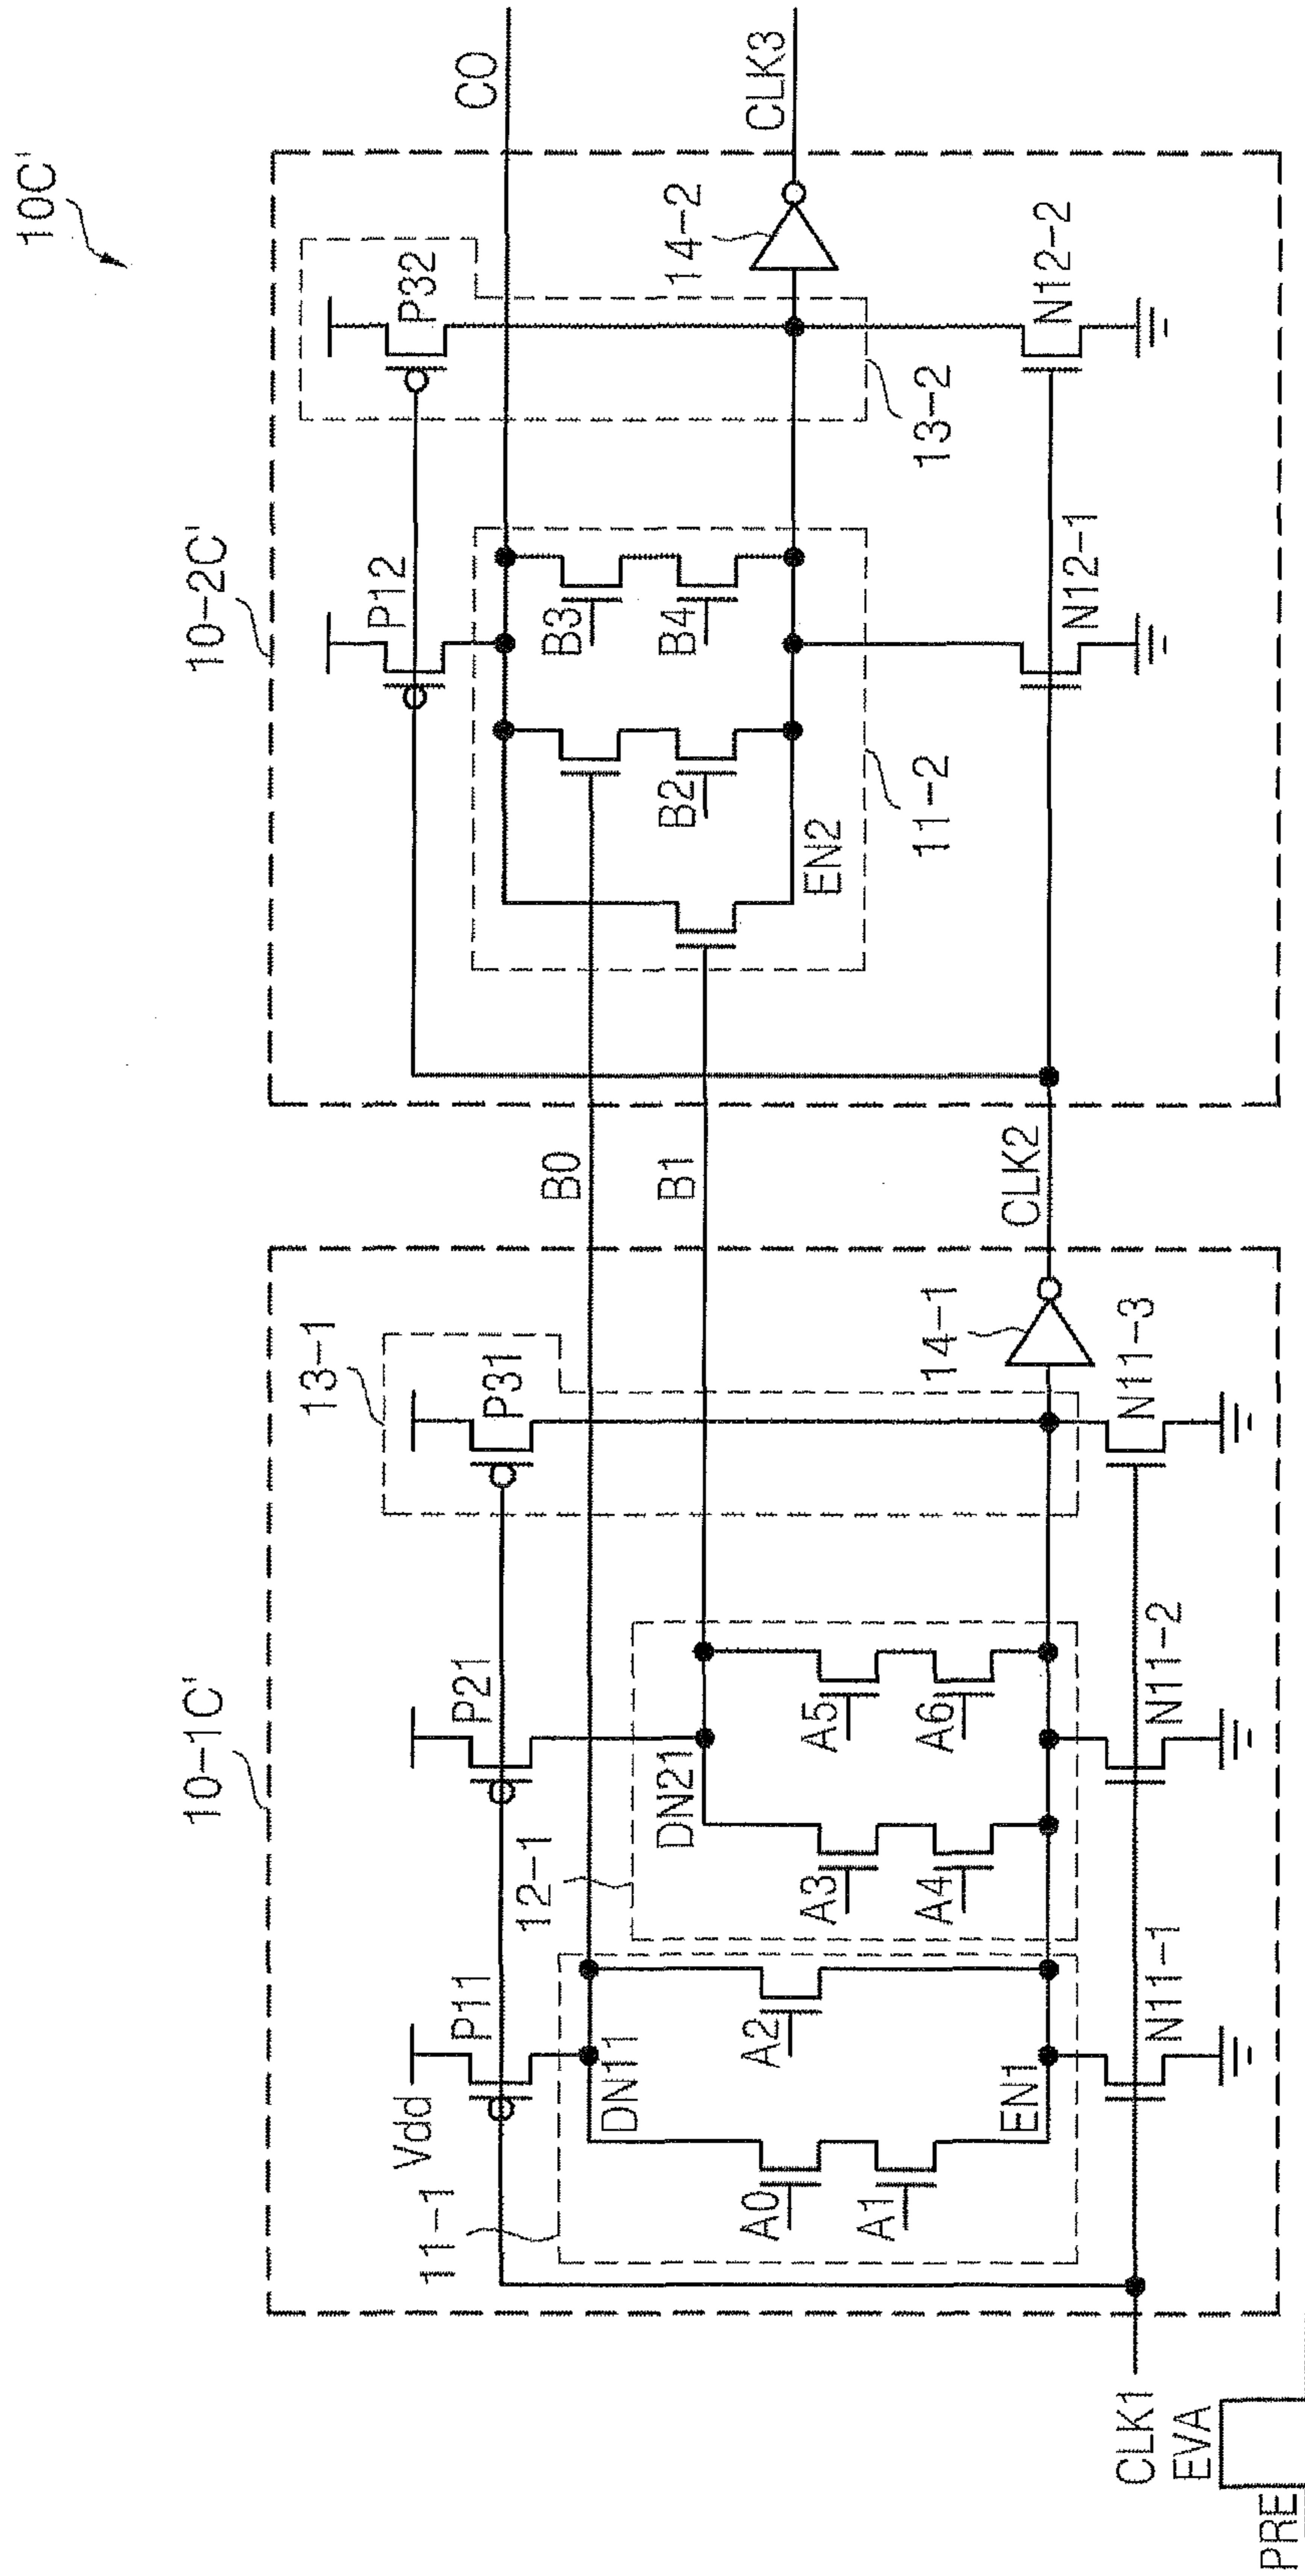 10C'
10-1C'
10-2C'
13-1
P11
P21
P31
P12
P32
CO
Vdd
11-1
12-1
DN11
DN21
B0
B1
B3
B4
B2
A0
A1
A2
A3
A4
A5
A6
EN1
EN2
14-1
14-2
CLK3
11-2
13-2
CLK2
N11-1
N11-2
N11-3
N12-1
N12-2
CLK1
EVA
PRE